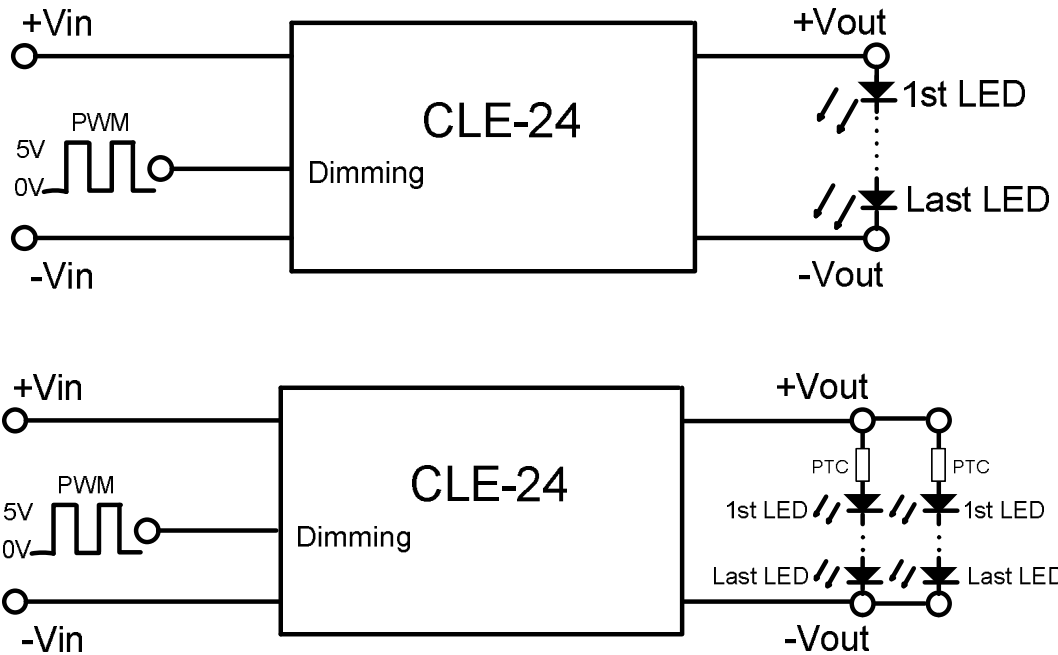 +Vin
+Vout
CLE-24
1st LED
PWM
5V
0V
Dimming
Last LED
-Vin
-Vout
+Vin
+Vout
CLE-24
PTC
PTC
PWM
5V
0V
1st LED
1st LED
Dimming
Last LED
Last LED
-Vin
-Vout